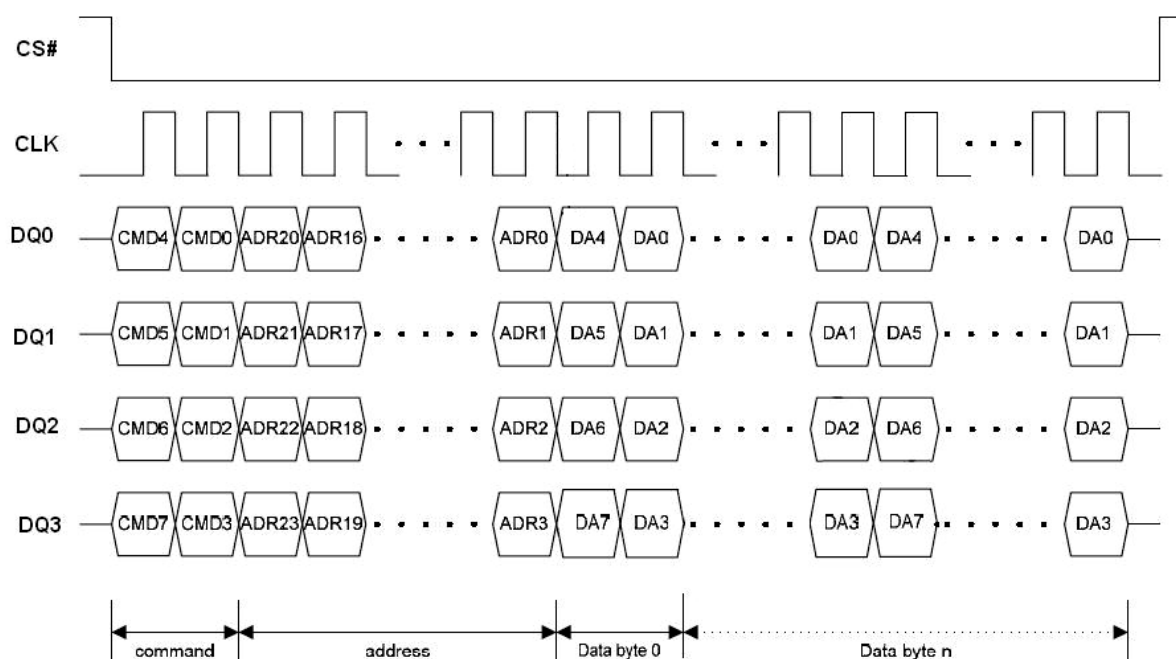 CS#
CLK
DQ0 CMD4 CMD0 ADR20 ADR16 ADR0 DA4 DA0 DA0 DA4 DA0
DQ1 CMD5 CMD1 ADR21 ADR17 ADR1 DA5 DA1 DA1 DA5 DA1
DQ2 CMD6 CMD2 ADR22 ADR18 ADR2 DA6 DA2 DA2 DA6 DA2
DQ3 CMD7 CMD3 ADR23 ADR19 ADR3 DA7 DA3 DA3 DA7 DA3
command address Data byte 0 Data byte n